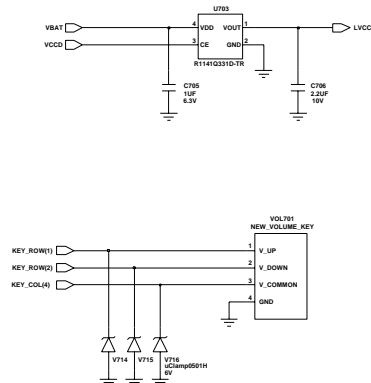 U703
VBAT 4 VDD VOUT 1 LVCC
VCCD 3 CE GND 2
R1141Q331D-TR
C705
1UF
6.3V
C706
2.2UF
10V
VOL701
NEW_VOLUME_KEY
KEY_ROW(1) 1 V_UP
KEY_ROW(2) 2 V_DOWN
KEY_COL(4) 3 V_COMMON
4 GND
V714 V715 V716
uClamp0501H
6V